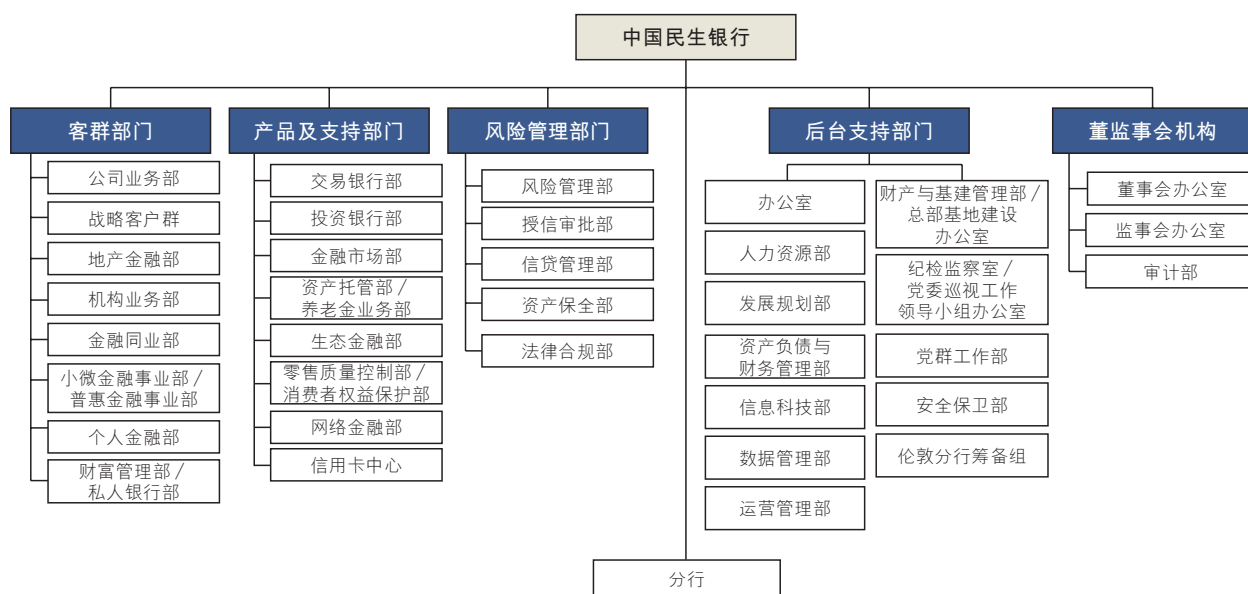 中国民生银行
客群部门
公司业务部
战略客户群
地产金融部
机构业务部
金融同业部
小微金融事业部／
普惠金融事业部
个人金融部
财富管理部／
私人银行部
产品及支持部门
交易银行部
投资银行部
金融市场部
资产托管部／
养老金业务部
生态金融部
零售质量控制部／
消费者权益保护部
网络金融部
信用卡中心
风险管理部门
风险管理部
授信审批部
信贷管理部
资产保全部
法律合规部
后台支持部门
办公室
人力资源部
发展规划部
资产负债与
财务管理部
信息科技部
数据管理部
运营管理部
财产与基建管理部／
总部基地建设
办公室
纪检监察室／
党委巡视工作
领导小组办公室
党群工作部
安全保卫部
伦敦分行筹备组
董监事会机构
董事会办公室
监事会办公室
审计部
分行